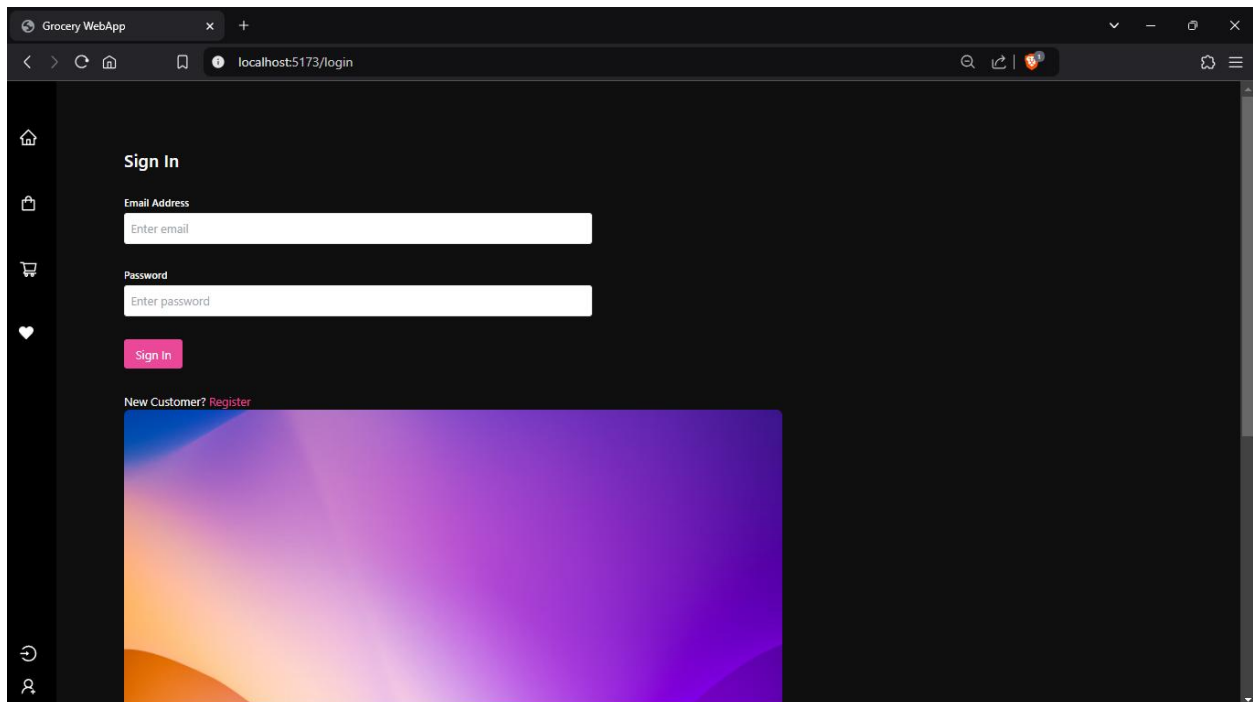 Grocery WebApp
localhost:5173/login
1
Sign In
Email Address
Enter email
Password
Enter password
Sign In
New Customer? Register